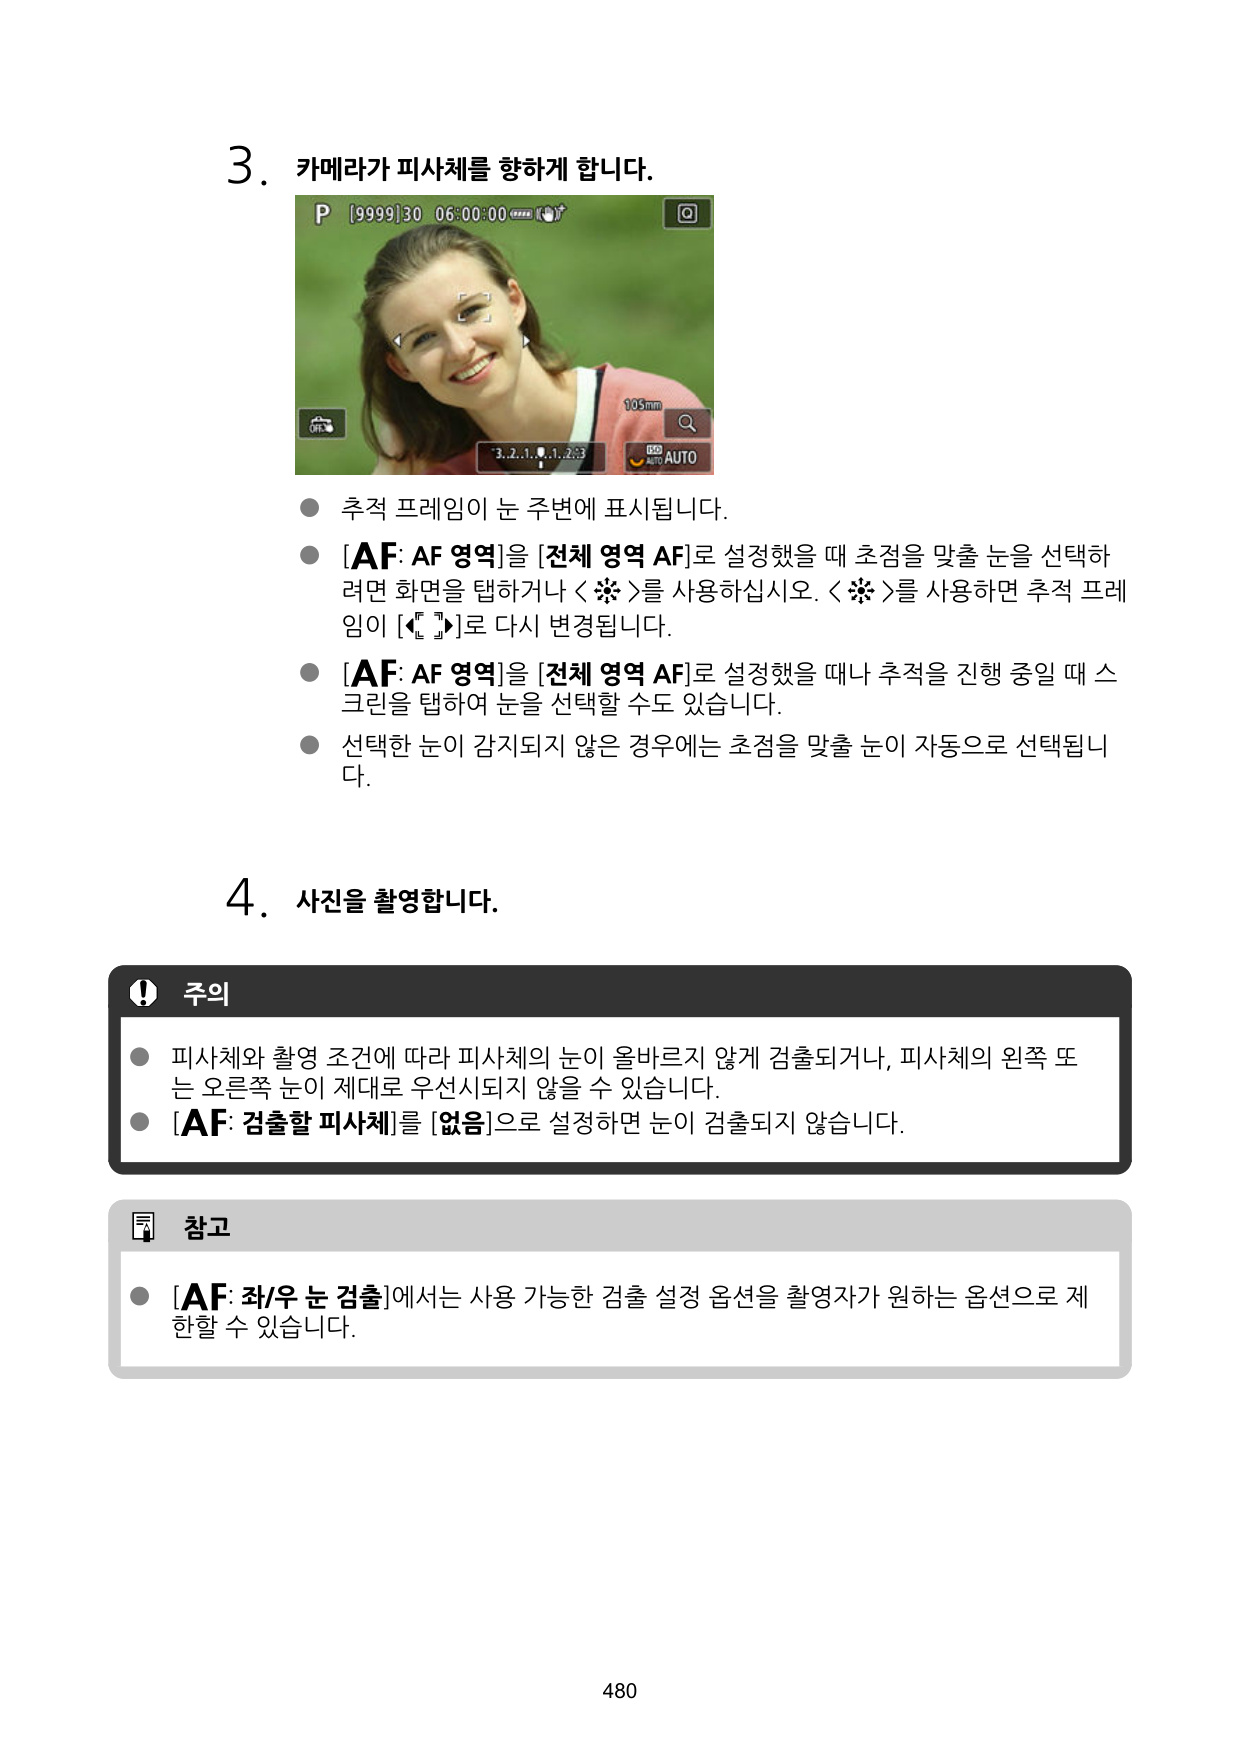 3. 카메라가 피사체를 향하게 합니다.
P [9999]30 06:00:00
Q
OFF
105mm
-3..2..1..0..1..2..+3
ISO AUTO AUTO
● 추적 프레임이 눈 주변에 표시됩니다.
● [AF: AF 영역]을 [전체 영역 AF]로 설정했을 때 초점을 맞출 눈을 선택하
려면 화면을 탭하거나 < >를 사용하십시오. < >를 사용하면 추적 프레
임이 [ ]로 다시 변경됩니다.
● [AF: AF 영역]을 [전체 영역 AF]로 설정했을 때나 추적을 진행 중일 때 스
크린을 탭하여 눈을 선택할 수도 있습니다.
● 선택한 눈이 감지되지 않은 경우에는 초점을 맞출 눈이 자동으로 선택됩니
다.
4. 사진을 촬영합니다.
주의
● 피사체와 촬영 조건에 따라 피사체의 눈이 올바르지 않게 검출되거나, 피사체의 왼쪽 또
는 오른쪽 눈이 제대로 우선시되지 않을 수 있습니다.
● [AF: 검출할 피사체]를 [없음]으로 설정하면 눈이 검출되지 않습니다.
참고
● [AF: 좌/우 눈 검출]에서는 사용 가능한 검출 설정 옵션을 촬영자가 원하는 옵션으로 제
한할 수 있습니다.
480